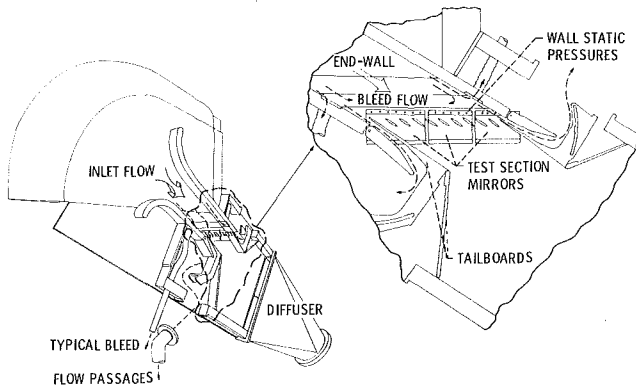 WALL STATIC
PRESSURES
END-WALL
BLEED FLOW
INLET FLOW
TEST SECTION
MIRRORS
TAILBOARDS
DIFFUSER
TYPICAL BLEED
FLOW PASSAGES